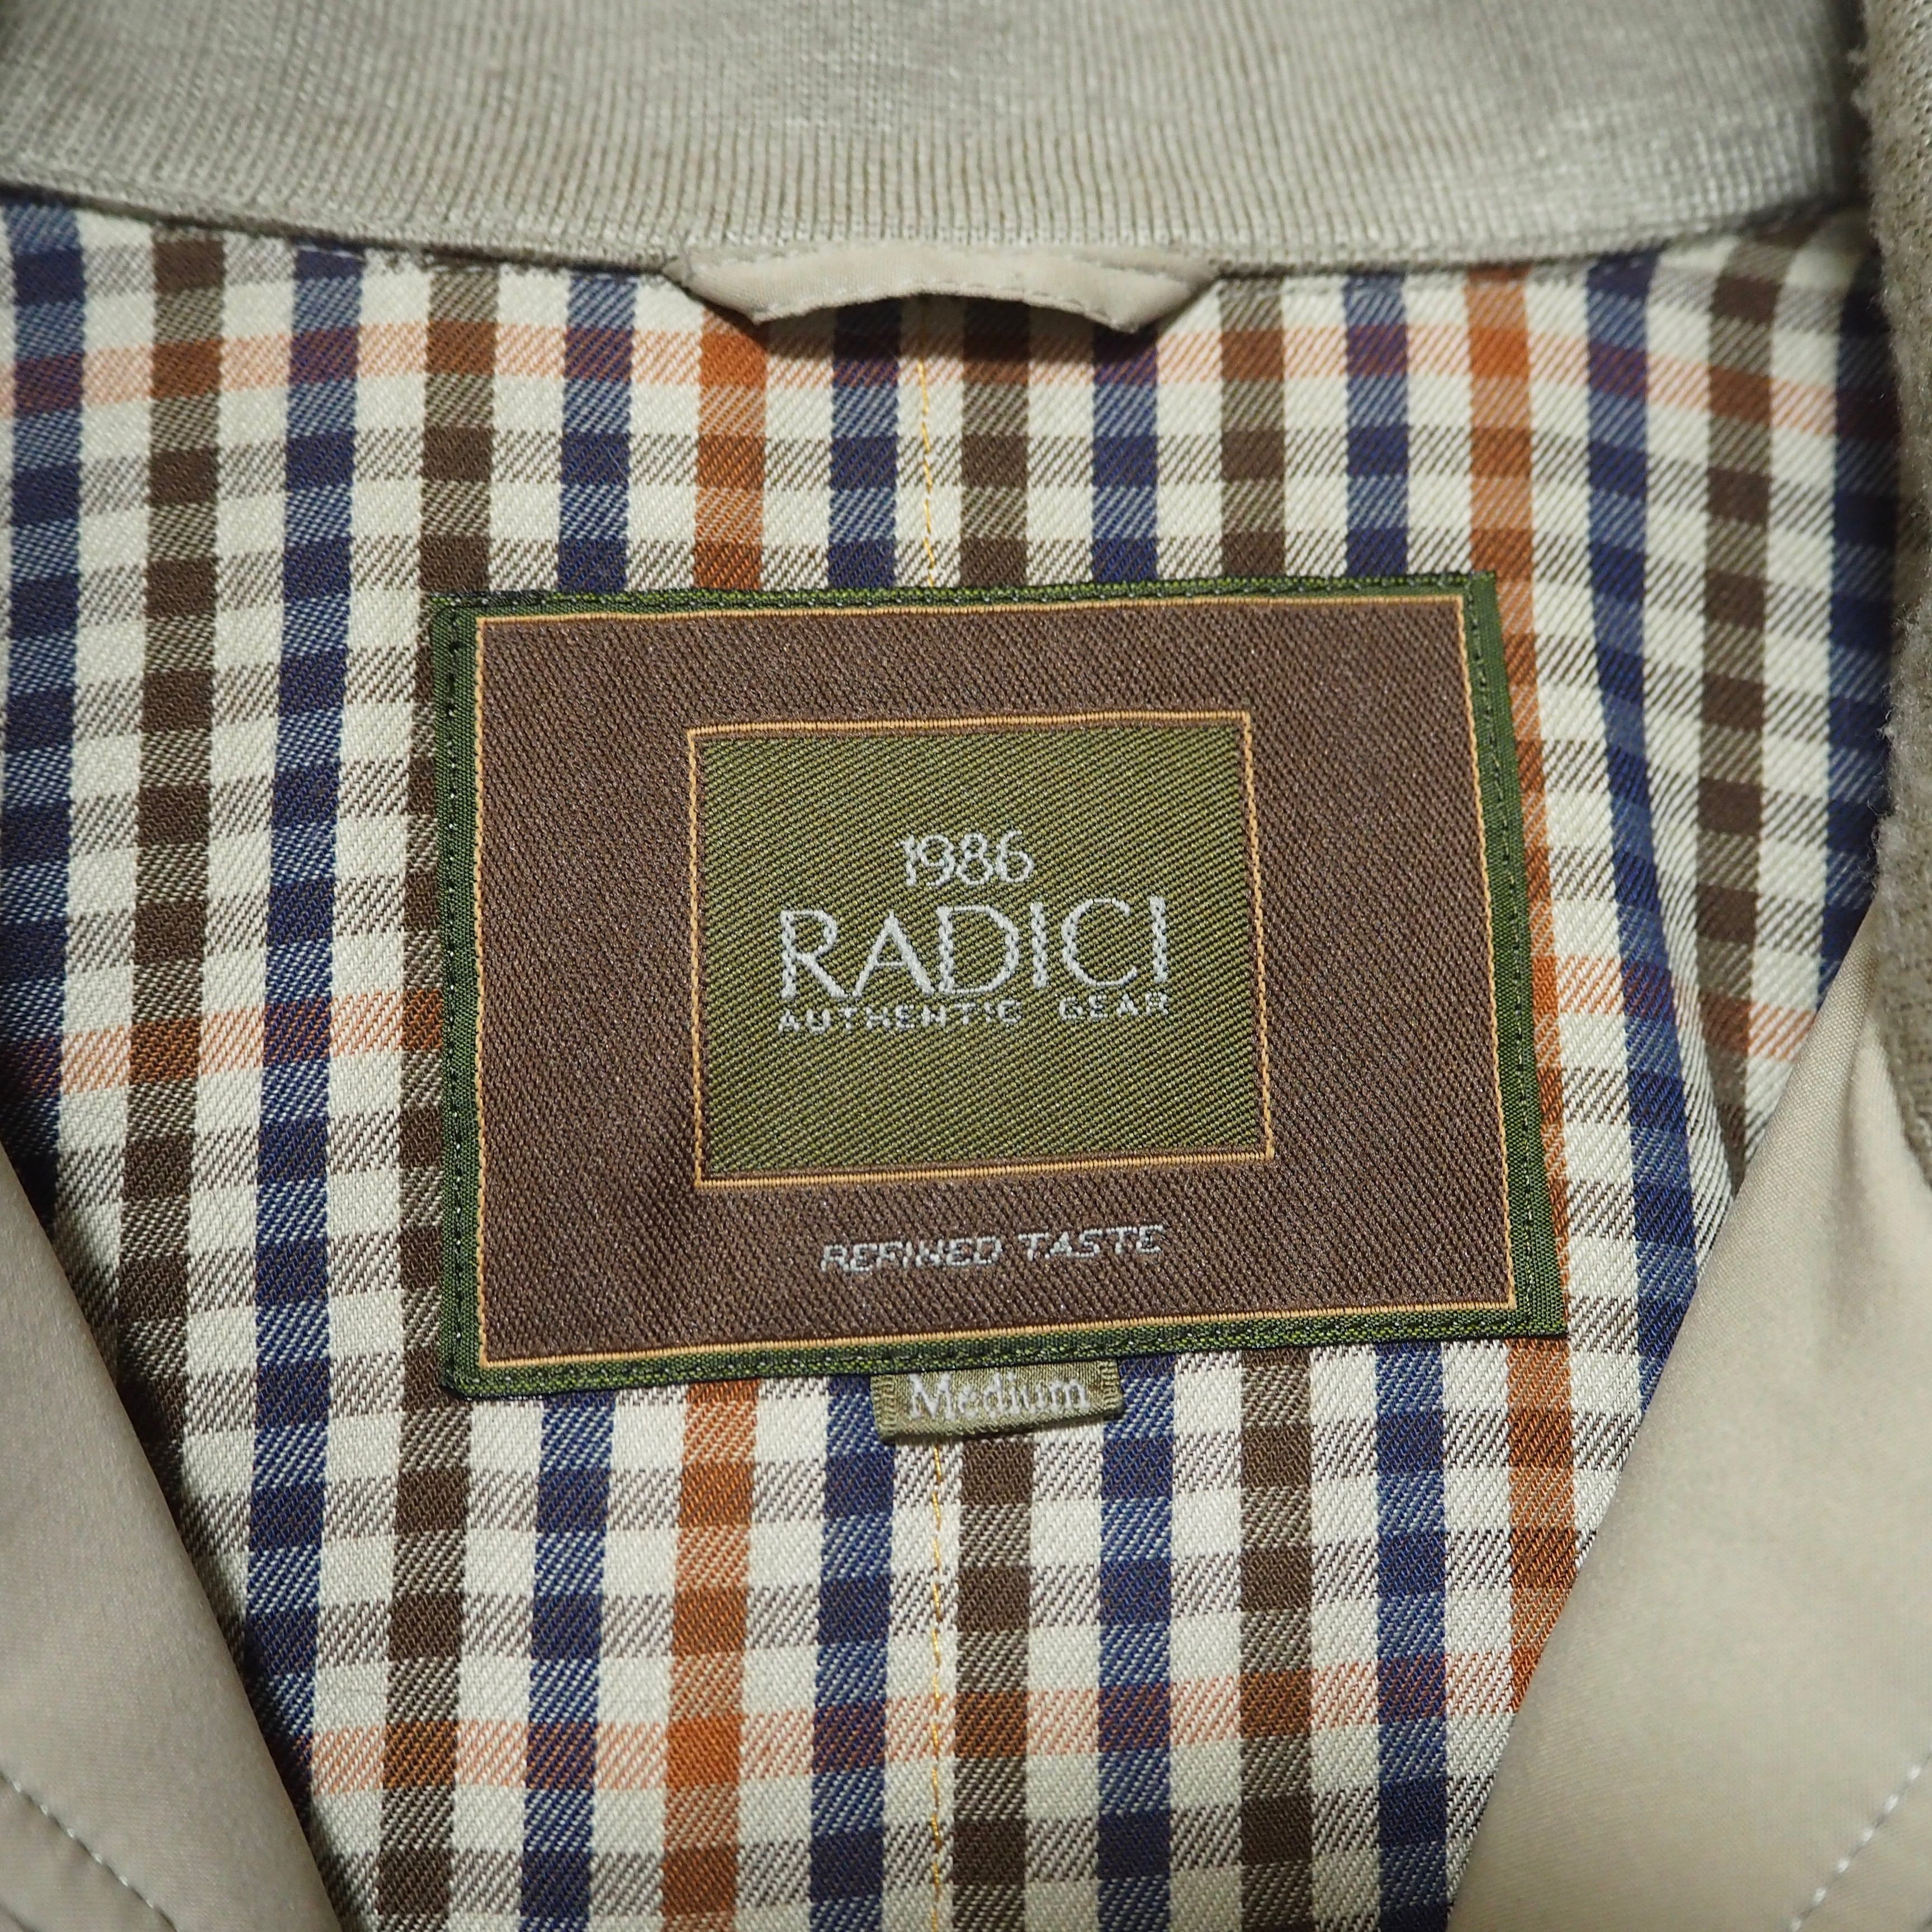 1986
RADICI
AUTHENTIC GEAR
REFINED TASTE
Medium